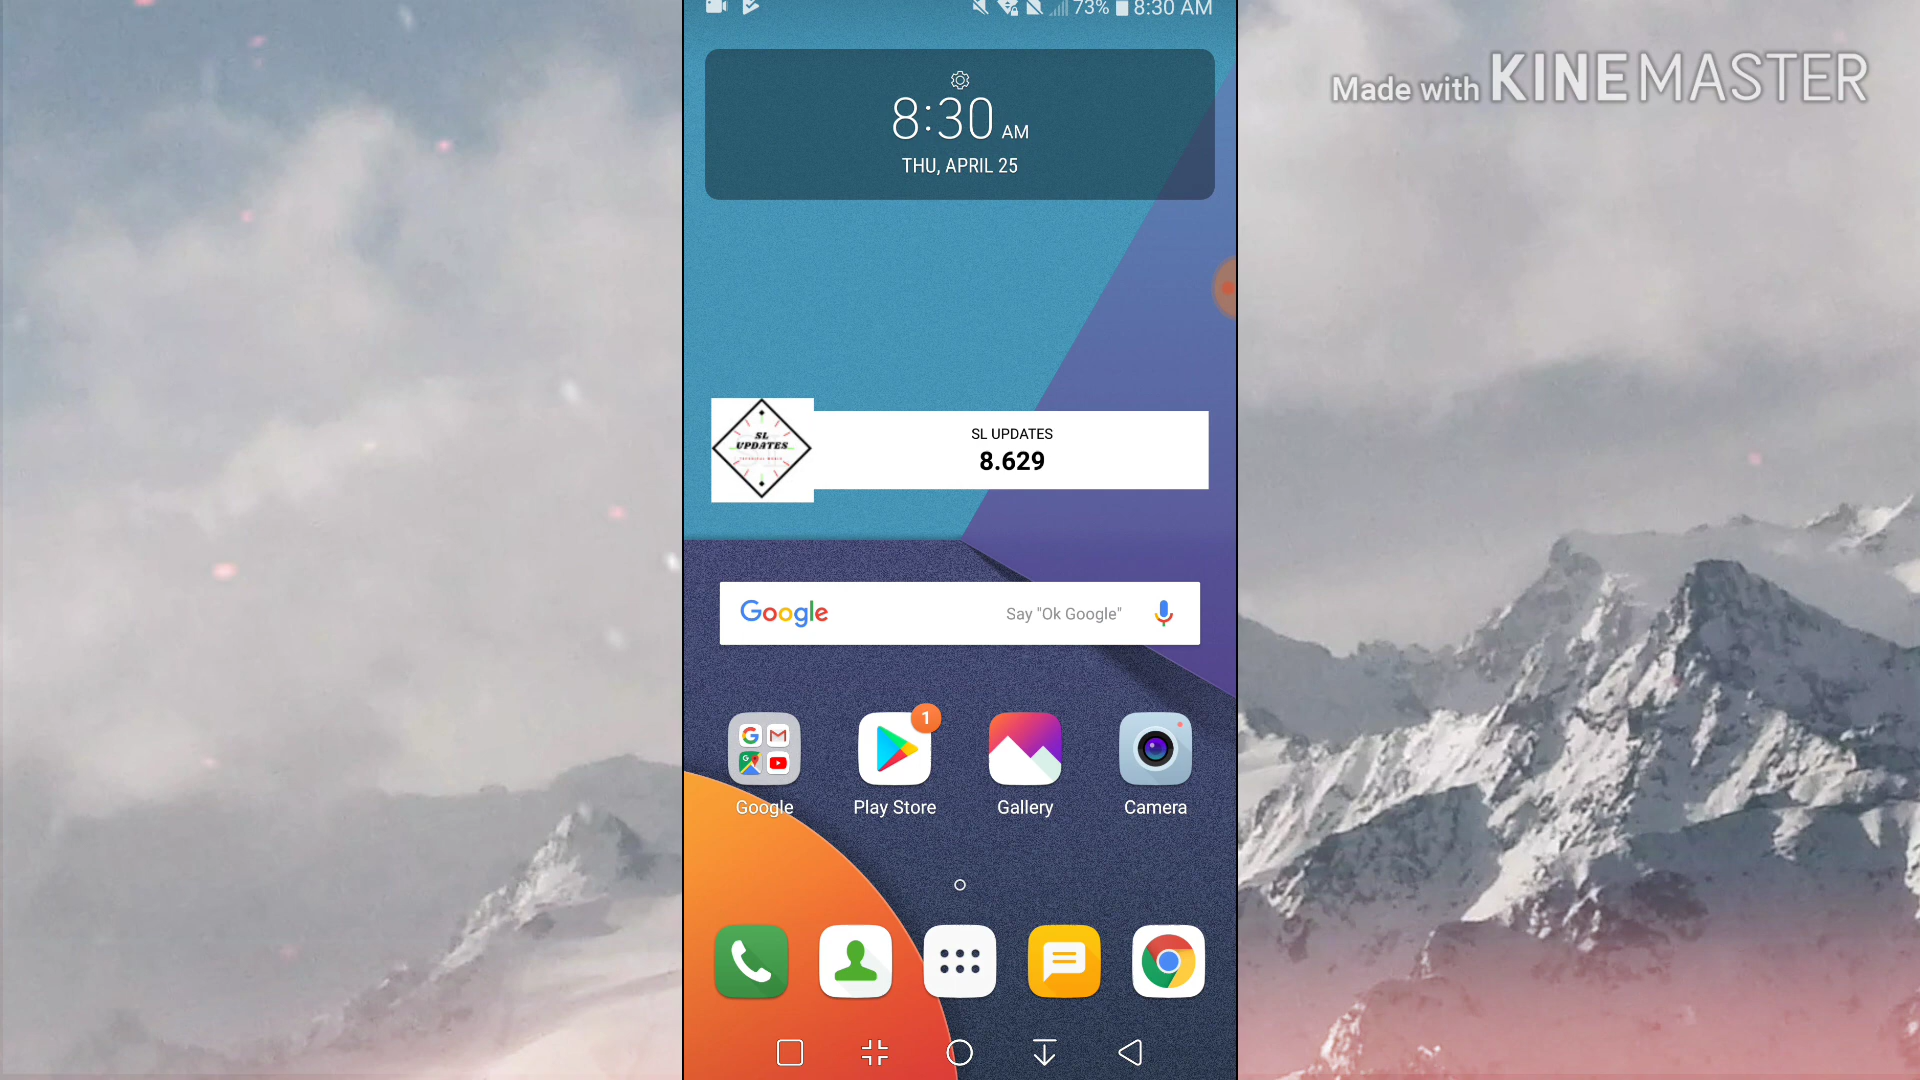 73% 8:30 AM
Made with KINEMASTER
8:30 AM
THU, APRIL 25
SL UPDATES
8.629
SL
UPDATES
Google Say "Ok Google"
1
Google Play Store Gallery Camera